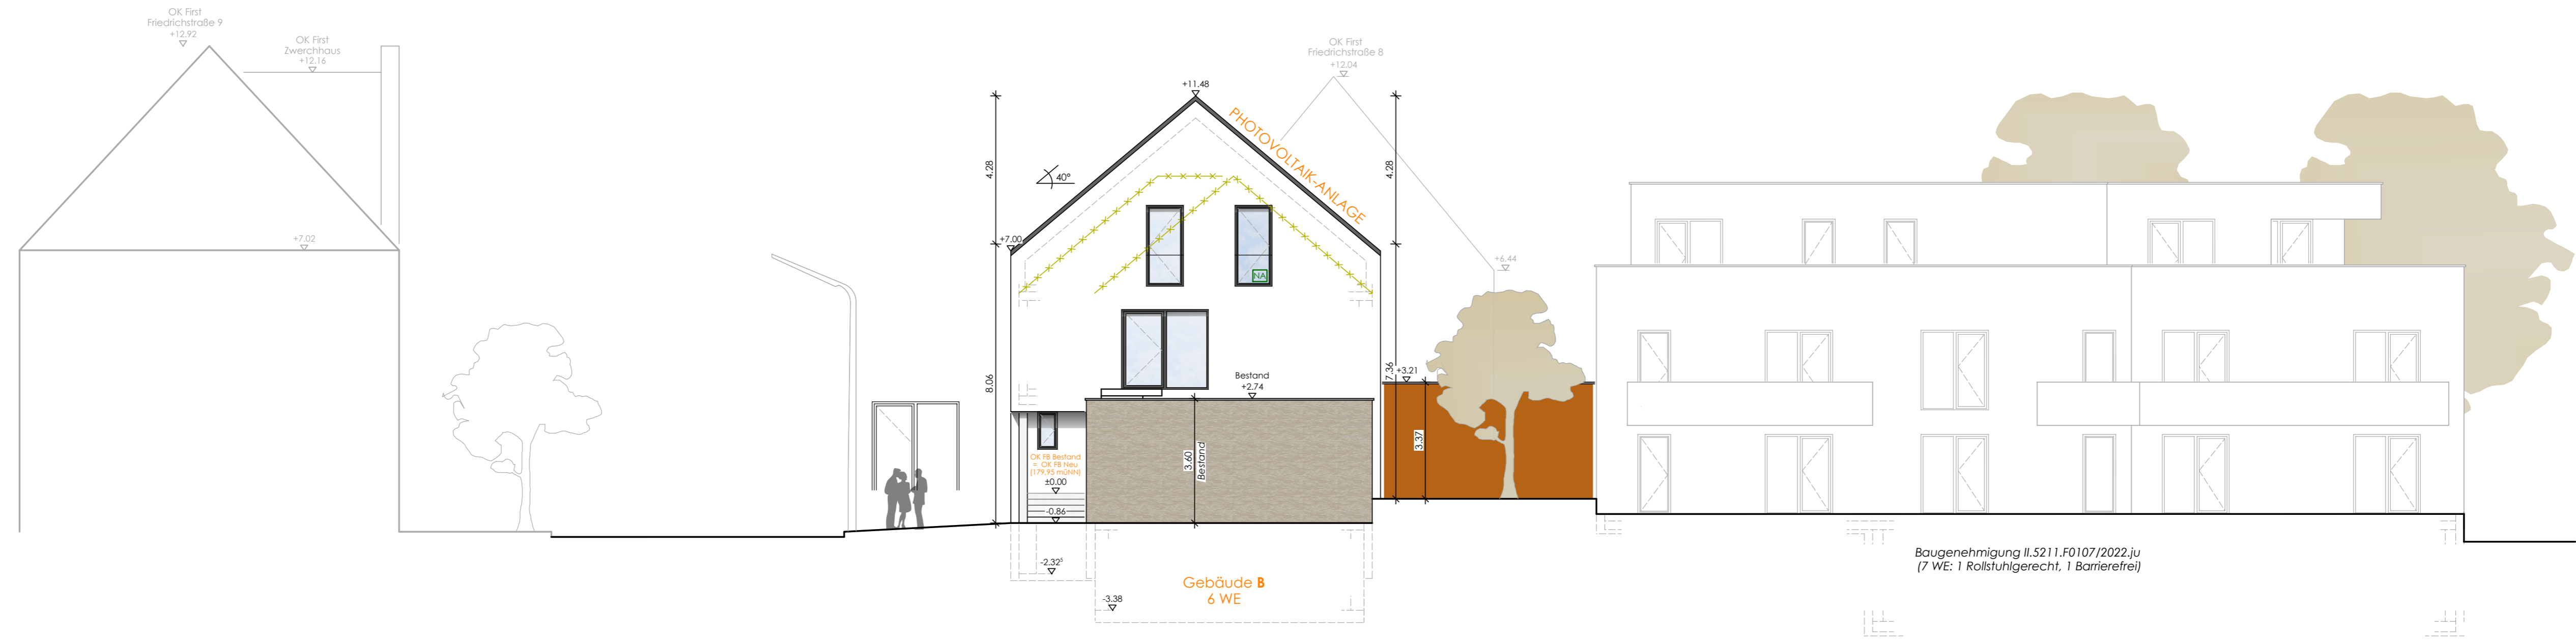 OK First
Friedrichstraße 9
+12.92
OK First
Zwerchhaus
+12.16
+7.02
+11.48
OK First
Friedrichstraße 8
+12.04
PHOTOVOLTAIK-ANLAGE
4.28
4.28
40°
+7.00
+6.44
NA
8.06
7.36
+3.21
Bestand
+2.74
3.37
3.60
Bestand
OK FB Bestand
= OK FB Neu
(179.95 müNN)
±0.00
-0.86
-2.32⁵
-3.38
Gebäude B
6 WE
Baugenehmigung II.5211.F0107/2022.ju
(7 WE: 1 Rollstuhlgerecht, 1 Barrierefrei)